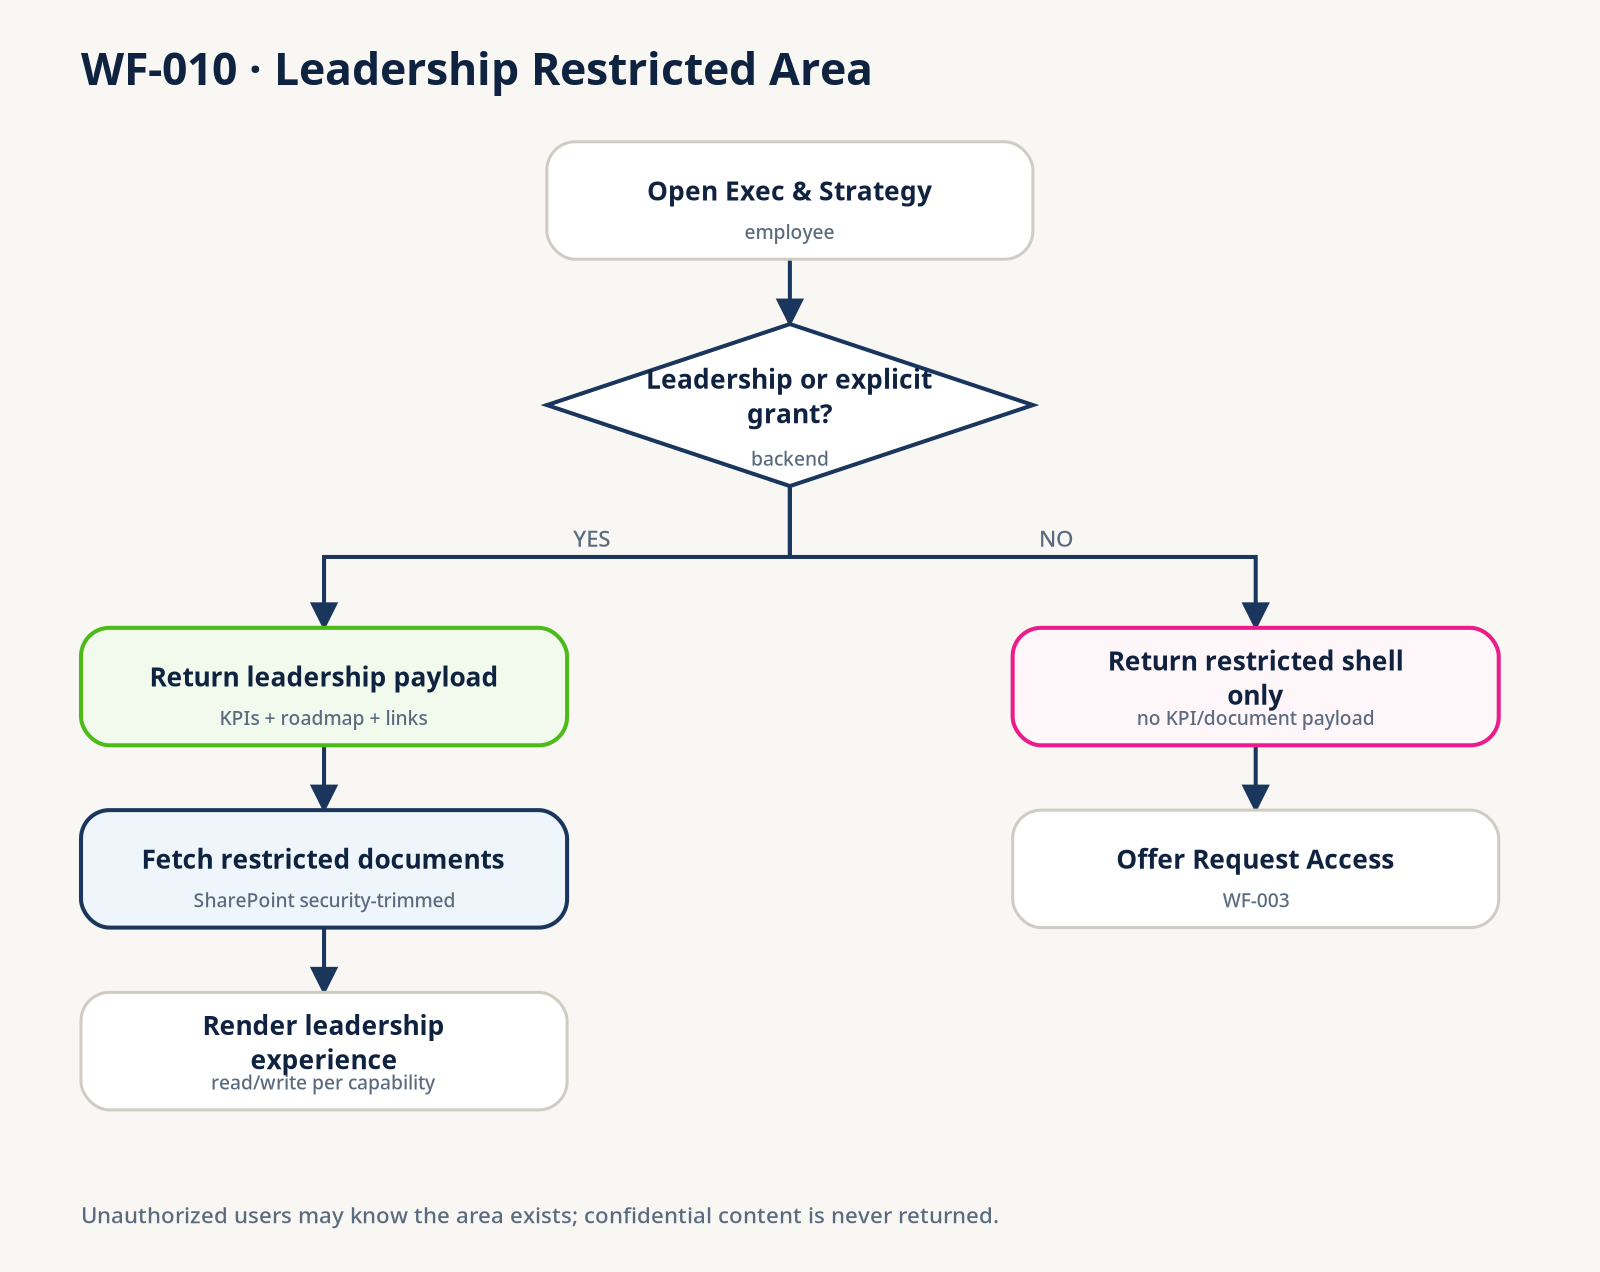 WF-010 · Leadership Restricted Area
Open Exec & Strategy
employee
Leadership or explicit
grant?
backend
YES
NO
Return leadership payload
KPIs + roadmap + links
Return restricted shell
only
no KPI/document payload
Fetch restricted documents
SharePoint security-trimmed
Offer Request Access
WF-003
Render leadership
experience
read/write per capability
Unauthorized users may know the area exists; confidential content is never returned.